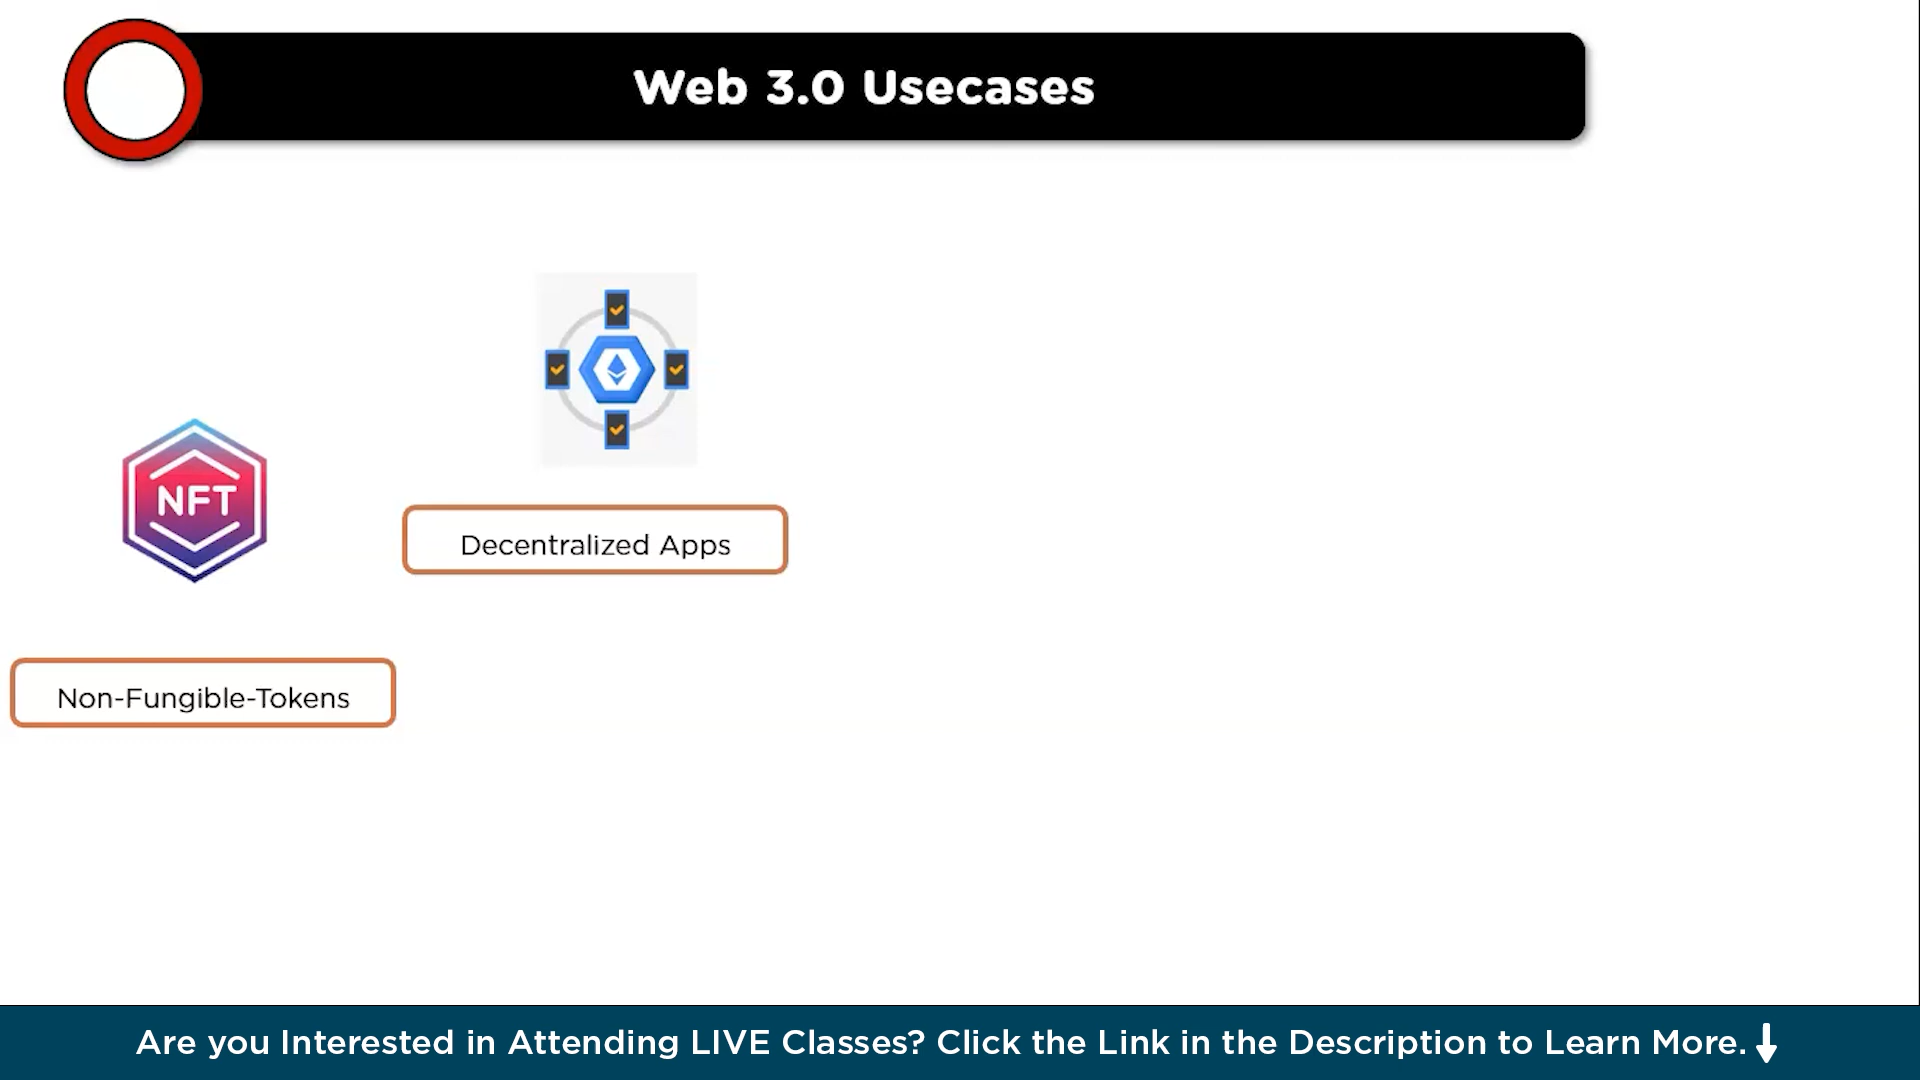 Web 3.0 Usecases
NFT
Decentralized Apps
Non-Fungible-Tokens
Are you Interested in Attending LIVE Classes? Click the Link in the Description to Learn More.